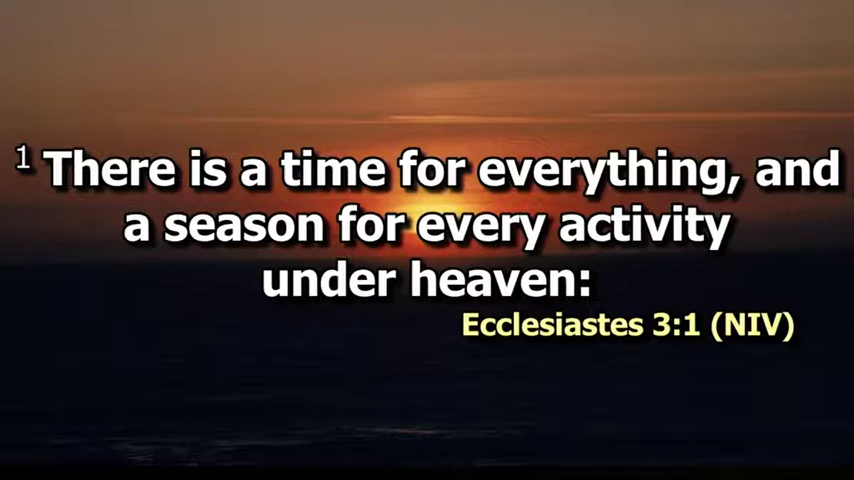 1 There is a time for everything, and
a season for every activity
under heaven:
Ecclesiastes 3:1 (NIV)